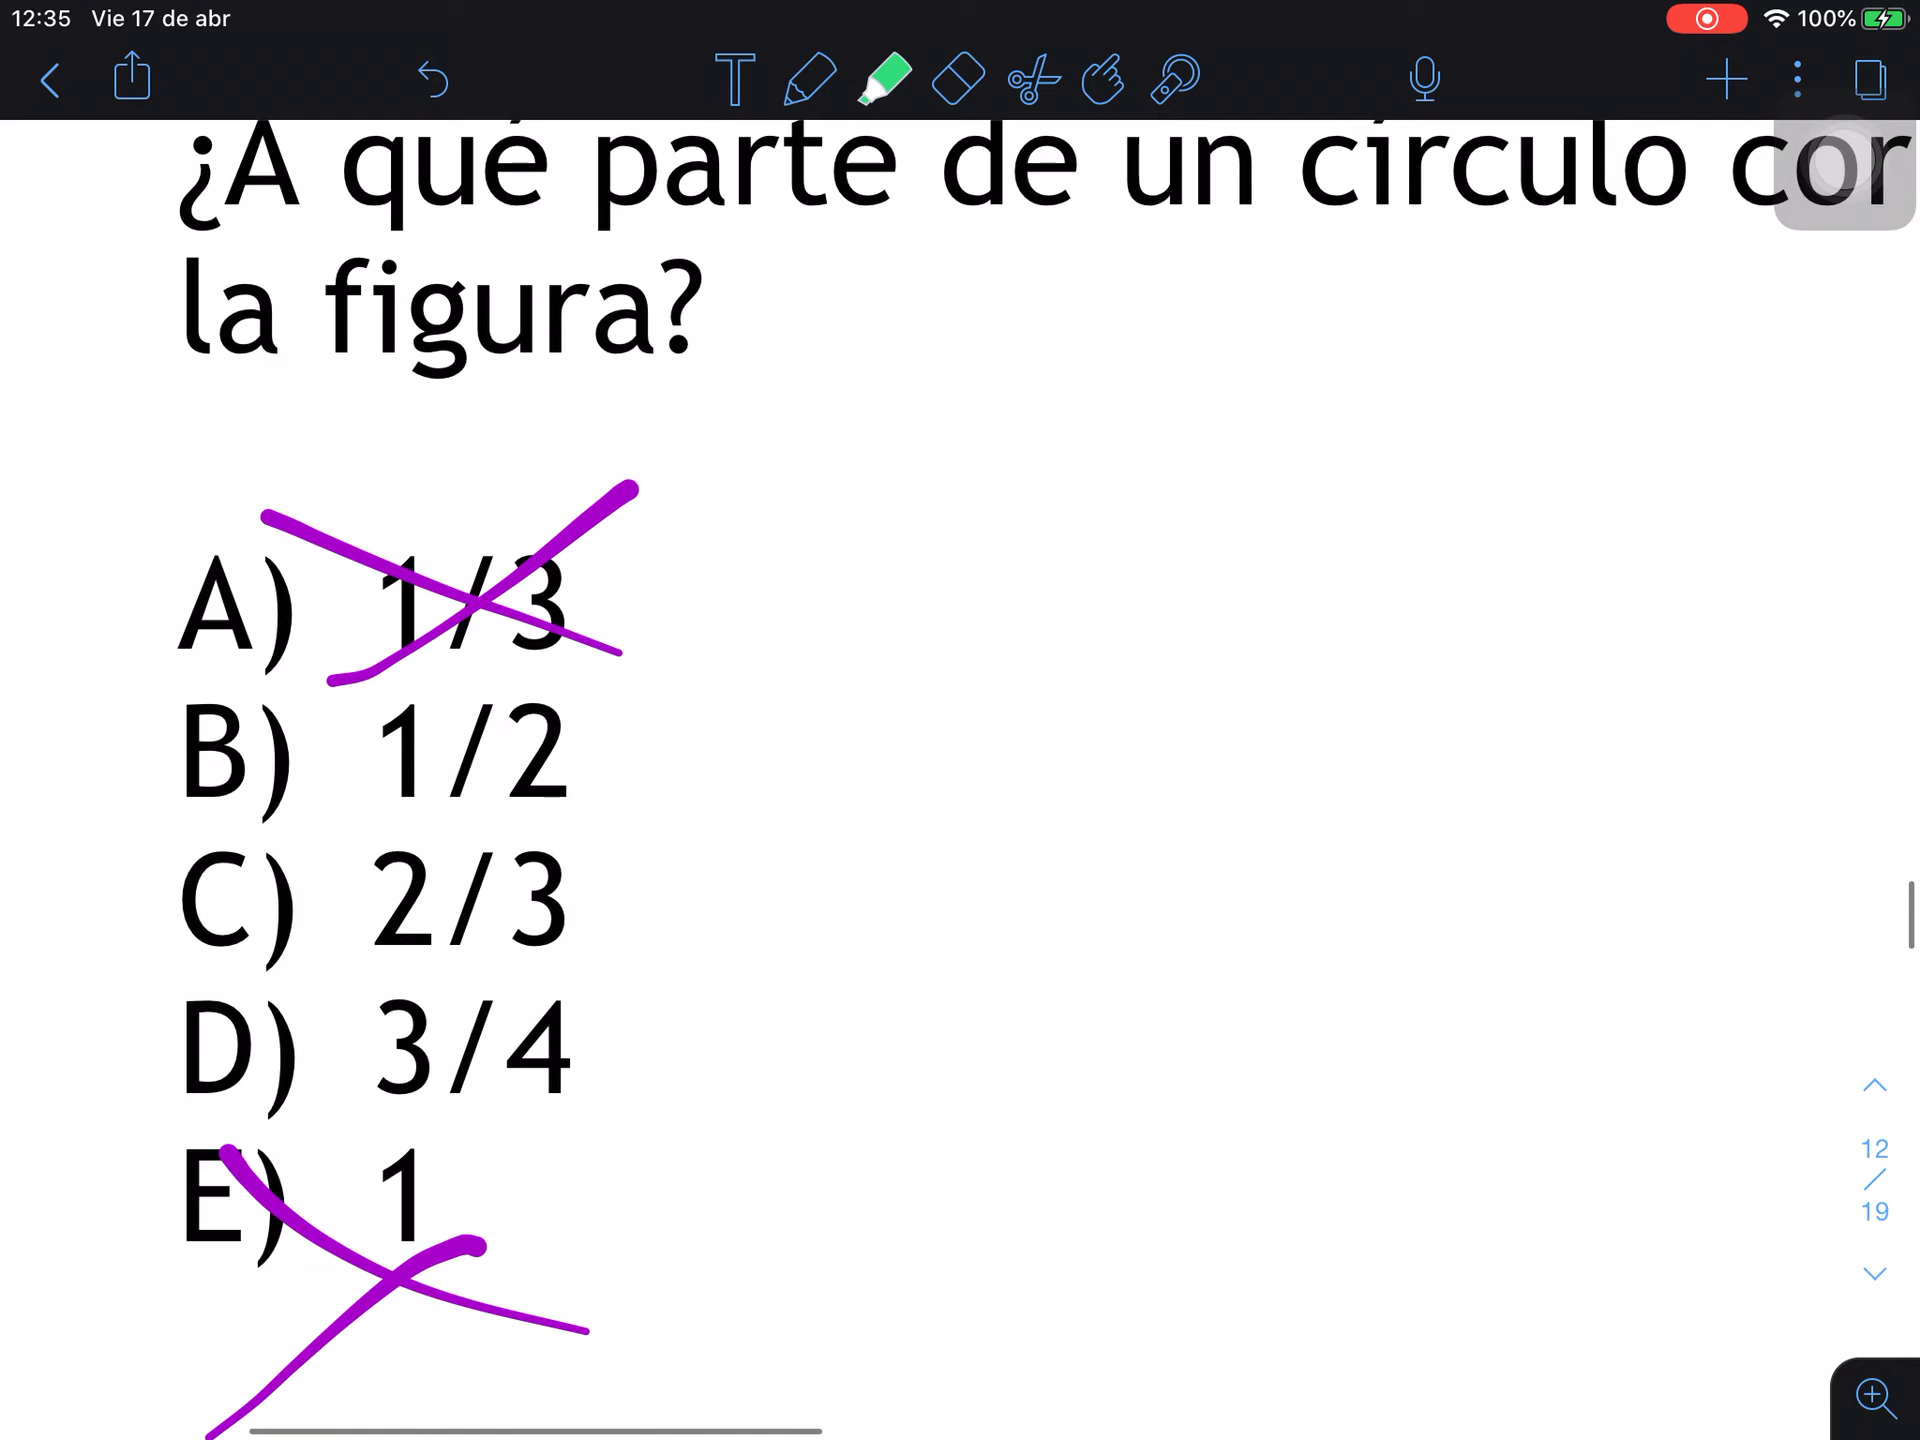 12:35 Vie 17 de abr 100%
¿A qué parte de un círculo cor
la figura?
A) 1/3
B) 1/2
C) 2/3
D) 3/4
E) 1
12
/
19